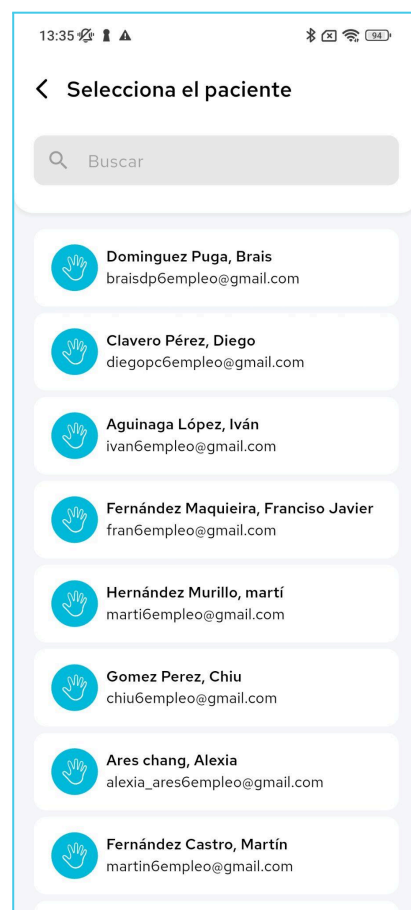 13:35
94
Selecciona el paciente
Buscar
Dominguez Puga, Brais
braisdp6empleo@gmail.com
Clavero Pérez, Diego
diegopc6empleo@gmail.com
Aguinaga López, Iván
ivan6empleo@gmail.com
Fernández Maquieira, Franciso Javier
fran6empleo@gmail.com
Hernández Murillo, martí
marti6empleo@gmail.com
Gomez Perez, Chiu
chiu6empleo@gmail.com
Ares chang, Alexia
alexia_ares6empleo@gmail.com
Fernández Castro, Martín
martin6empleo@gmail.com